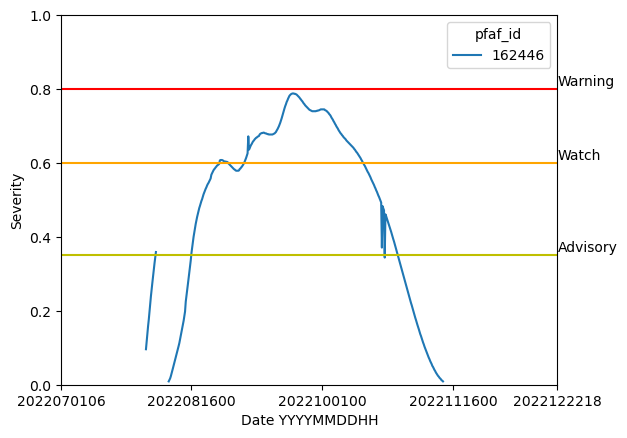 1.0
pfaf_id
162446
0.8
Warning
0.6
Watch
Severity
0.4
Advisory
0.2
0.0
2022070106 2022081600 2022100100 2022111600 2022122218
Date YYYYMMDDHH